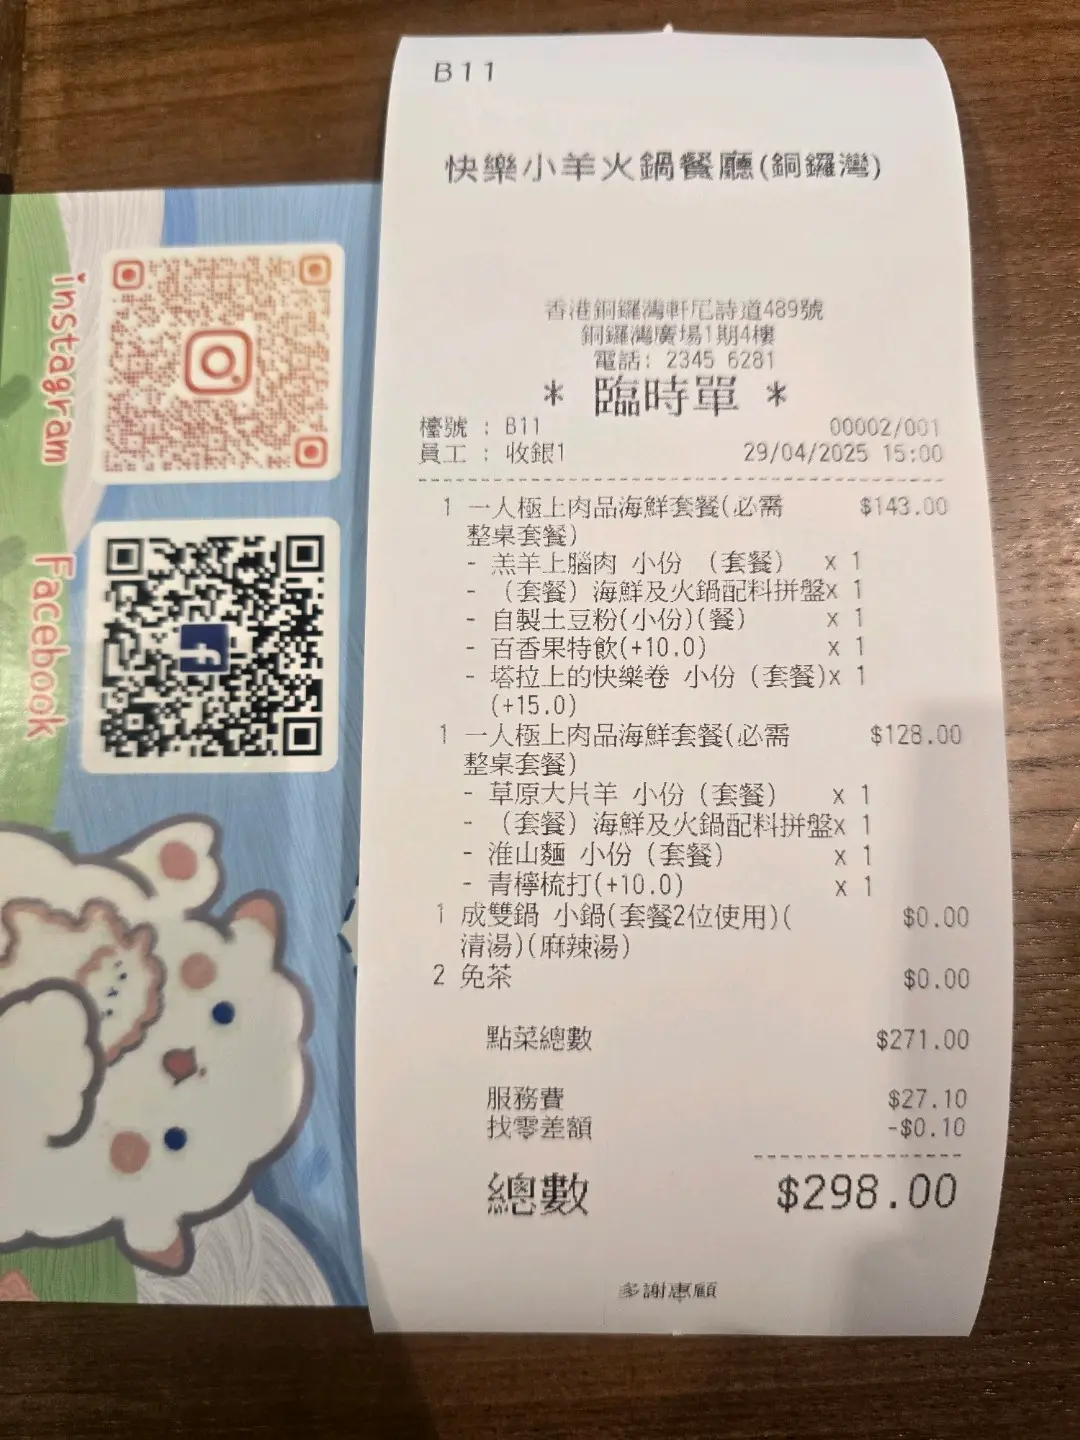 B11
快樂小羊火鍋餐廳(銅鑼灣)
香港銅鑼灣軒尼詩道489號
銅鑼灣廣場1期4樓
電話: 2345 6281
* 臨時單 *
檯號 : B11 00002/001
員工 : 收銀1 29/04/2025 15:00
1 一人極上肉品海鮮套餐(必需 $143.00
整桌套餐)
- 羔羊上腦肉 小份 (套餐) x 1
- (套餐) 海鮮及火鍋配料拼盤x 1
- 自製土豆粉(小份)(餐) x 1
- 百香果特飲(+10.0) x 1
- 塔拉上的快樂卷 小份 (套餐)x 1
(+15.0)
1 一人極上肉品海鮮套餐(必需 $128.00
整桌套餐)
- 草原大片羊 小份 (套餐) x 1
- (套餐) 海鮮及火鍋配料拼盤x 1
- 淮山麵 小份 (套餐) x 1
- 青檸梳打(+10.0) x 1
1 成雙鍋 小鍋(套餐2位使用)( $0.00
清湯)(麻辣湯)
2 免茶 $0.00
點菜總數 $271.00
服務費 $27.10
找零差額 -$0.10
總數 $298.00
多謝惠顧
instagram
Facebook